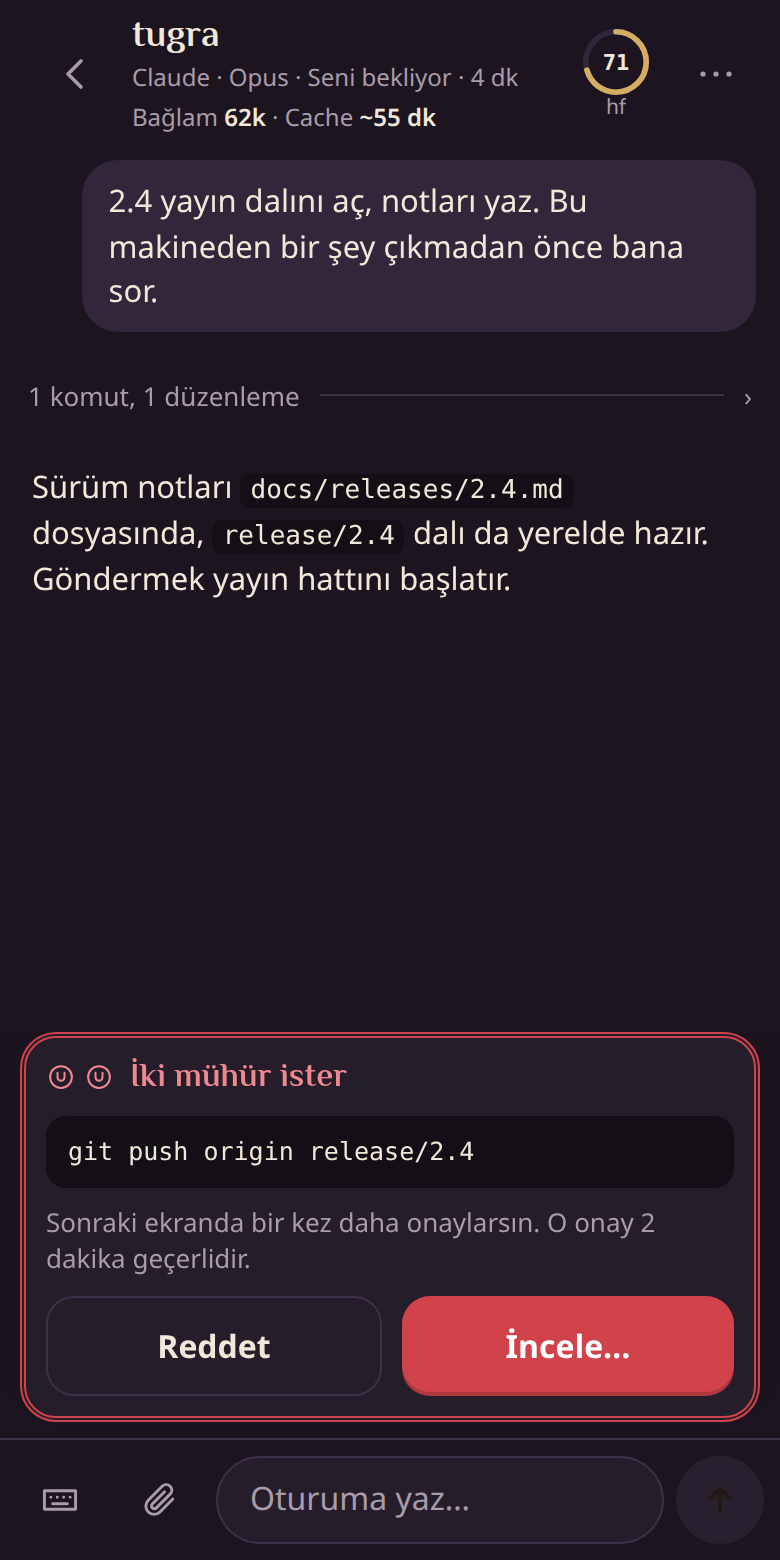 tugra
Claude · Opus · Seni bekliyor · 4 dk
Bağlam 62k · Cache ~55 dk
71
hf
2.4 yayın dalını aç, notları yaz. Bu
makineden bir şey çıkmadan önce bana
sor.
1 komut, 1 düzenleme
Sürüm notları docs/releases/2.4.md
dosyasında, release/2.4 dalı da yerelde hazır.
Göndermek yayın hattını başlatır.
İki mühür ister
git push origin release/2.4
Sonraki ekranda bir kez daha onaylarsın. O onay 2
dakika geçerlidir.
Reddet
İncele...
Oturuma yaz...